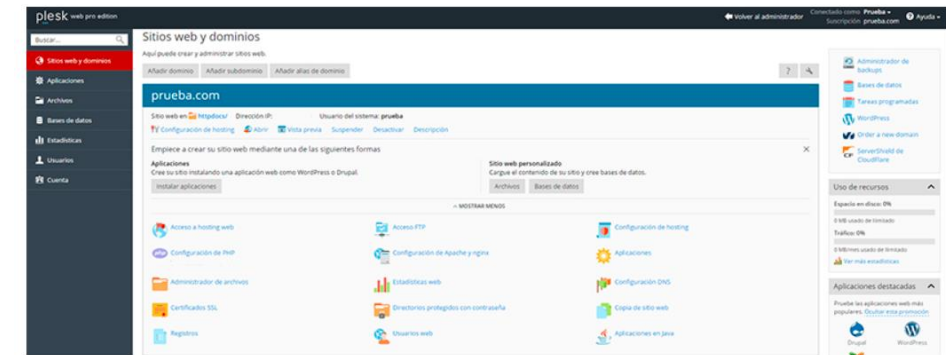 plesk web pro edition
Volver al administrador
Conectado como Prueba
Suscripción prueba.com
Ayuda
Buscar...
Sitios web y dominios
Aplicaciones
Archivos
Bases de datos
Estadísticas
Usuarios
Cuenta
Sitios web y dominios
Aquí puede crear y administrar sitios web.
Añadir dominio Añadir subdominio Añadir alias de dominio
?
prueba.com
Sitio web en httpdocs/ Dirección IP: Usuario del sistema: prueba
Configuración de hosting Abrir Vista previa Suspender Desactivar Descripción
Empiece a crear su sitio web mediante una de las siguientes formas
Aplicaciones
Cree su sitio instalando una aplicación web como WordPress o Drupal.
Instalar aplicaciones
Sitio web personalizado
Cargue el contenido de su sitio y cree bases de datos.
Archivos Bases de datos
MOSTRAR MENOS
Acceso a hosting web Acceso FTP Configuración de hosting
Configuración de PHP Configuración de Apache y nginx Aplicaciones
Administrador de archivos Estadísticas web Configuración DNS
Certificados SSL Directorios protegidos con contraseña Copia de sitio web
Registros Usuarios web Aplicaciones en Java
Administrador de
backups
Bases de datos
Tareas programadas
WordPress
Order a new domain
ServerShield de
CloudFlare
Uso de recursos
Espacio en disco: 0%
0 MB usado de Ilimitado
Tráfico: 0%
0 MB/mes usado de Ilimitado
Ver más estadísticas
Aplicaciones destacadas
Pruebe las aplicaciones web más
populares. Ocultar esta promoción
Drupal WordPress